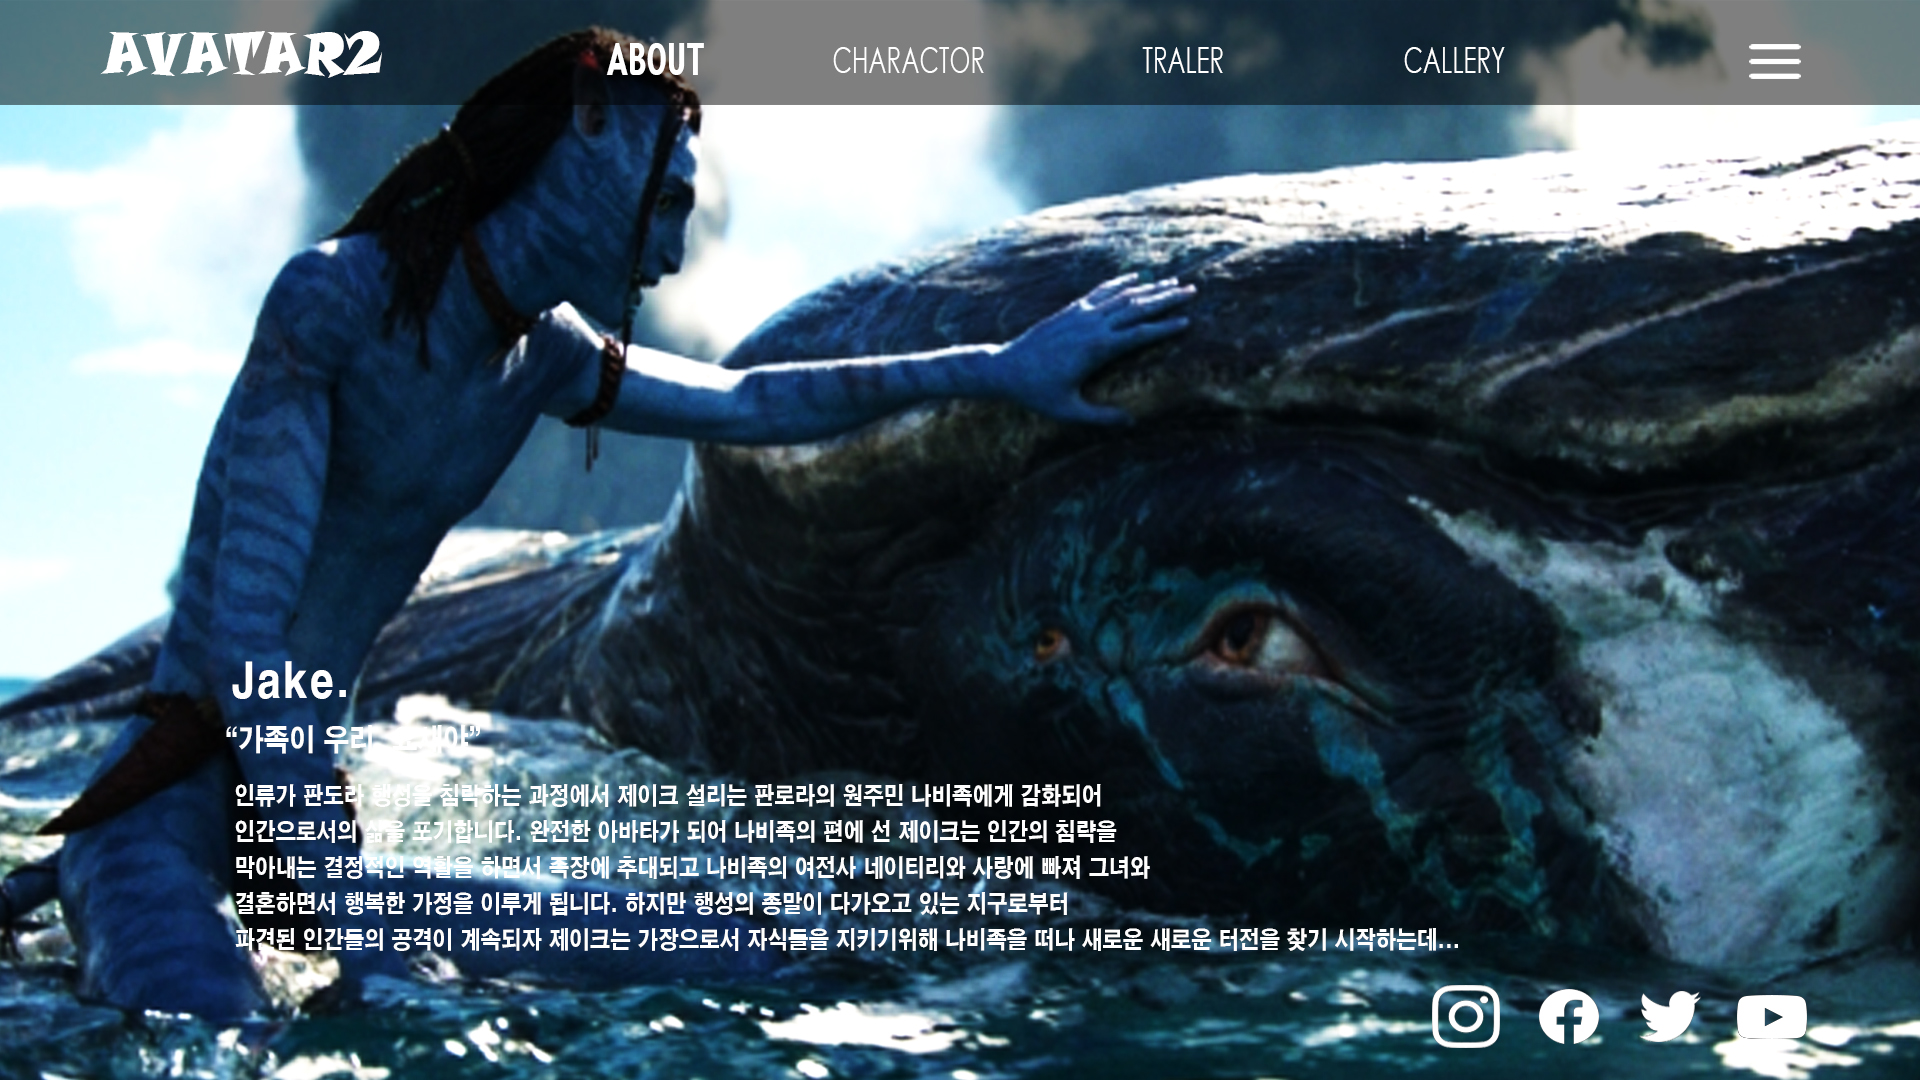 AVATAR2
ABOUT
CHARACTOR
TRALER
CALLERY
Jake.
“가족이 우리 요새야”
인류가 판도라 행성을 침략하는 과정에서 제이크 설리는 판로라의 원주민 나비족에게 감화되어
인간으로서의 삶을 포기합니다. 완전한 아바타가 되어 나비족의 편에 선 제이크는 인간의 침략을
막아내는 결정적인 역할을 하면서 족장에 추대되고 나비족의 여전사 네이티리와 사랑에 빠져 그녀와
결혼하면서 행복한 가정을 이루게 됩니다. 하지만 행성의 종말이 다가오고 있는 지구로부터
파견된 인간들의 공격이 계속되자 제이크는 가장으로서 자식들을 지키기위해 나비족을 떠나 새로운 새로운 터전을 찾기 시작하는데...